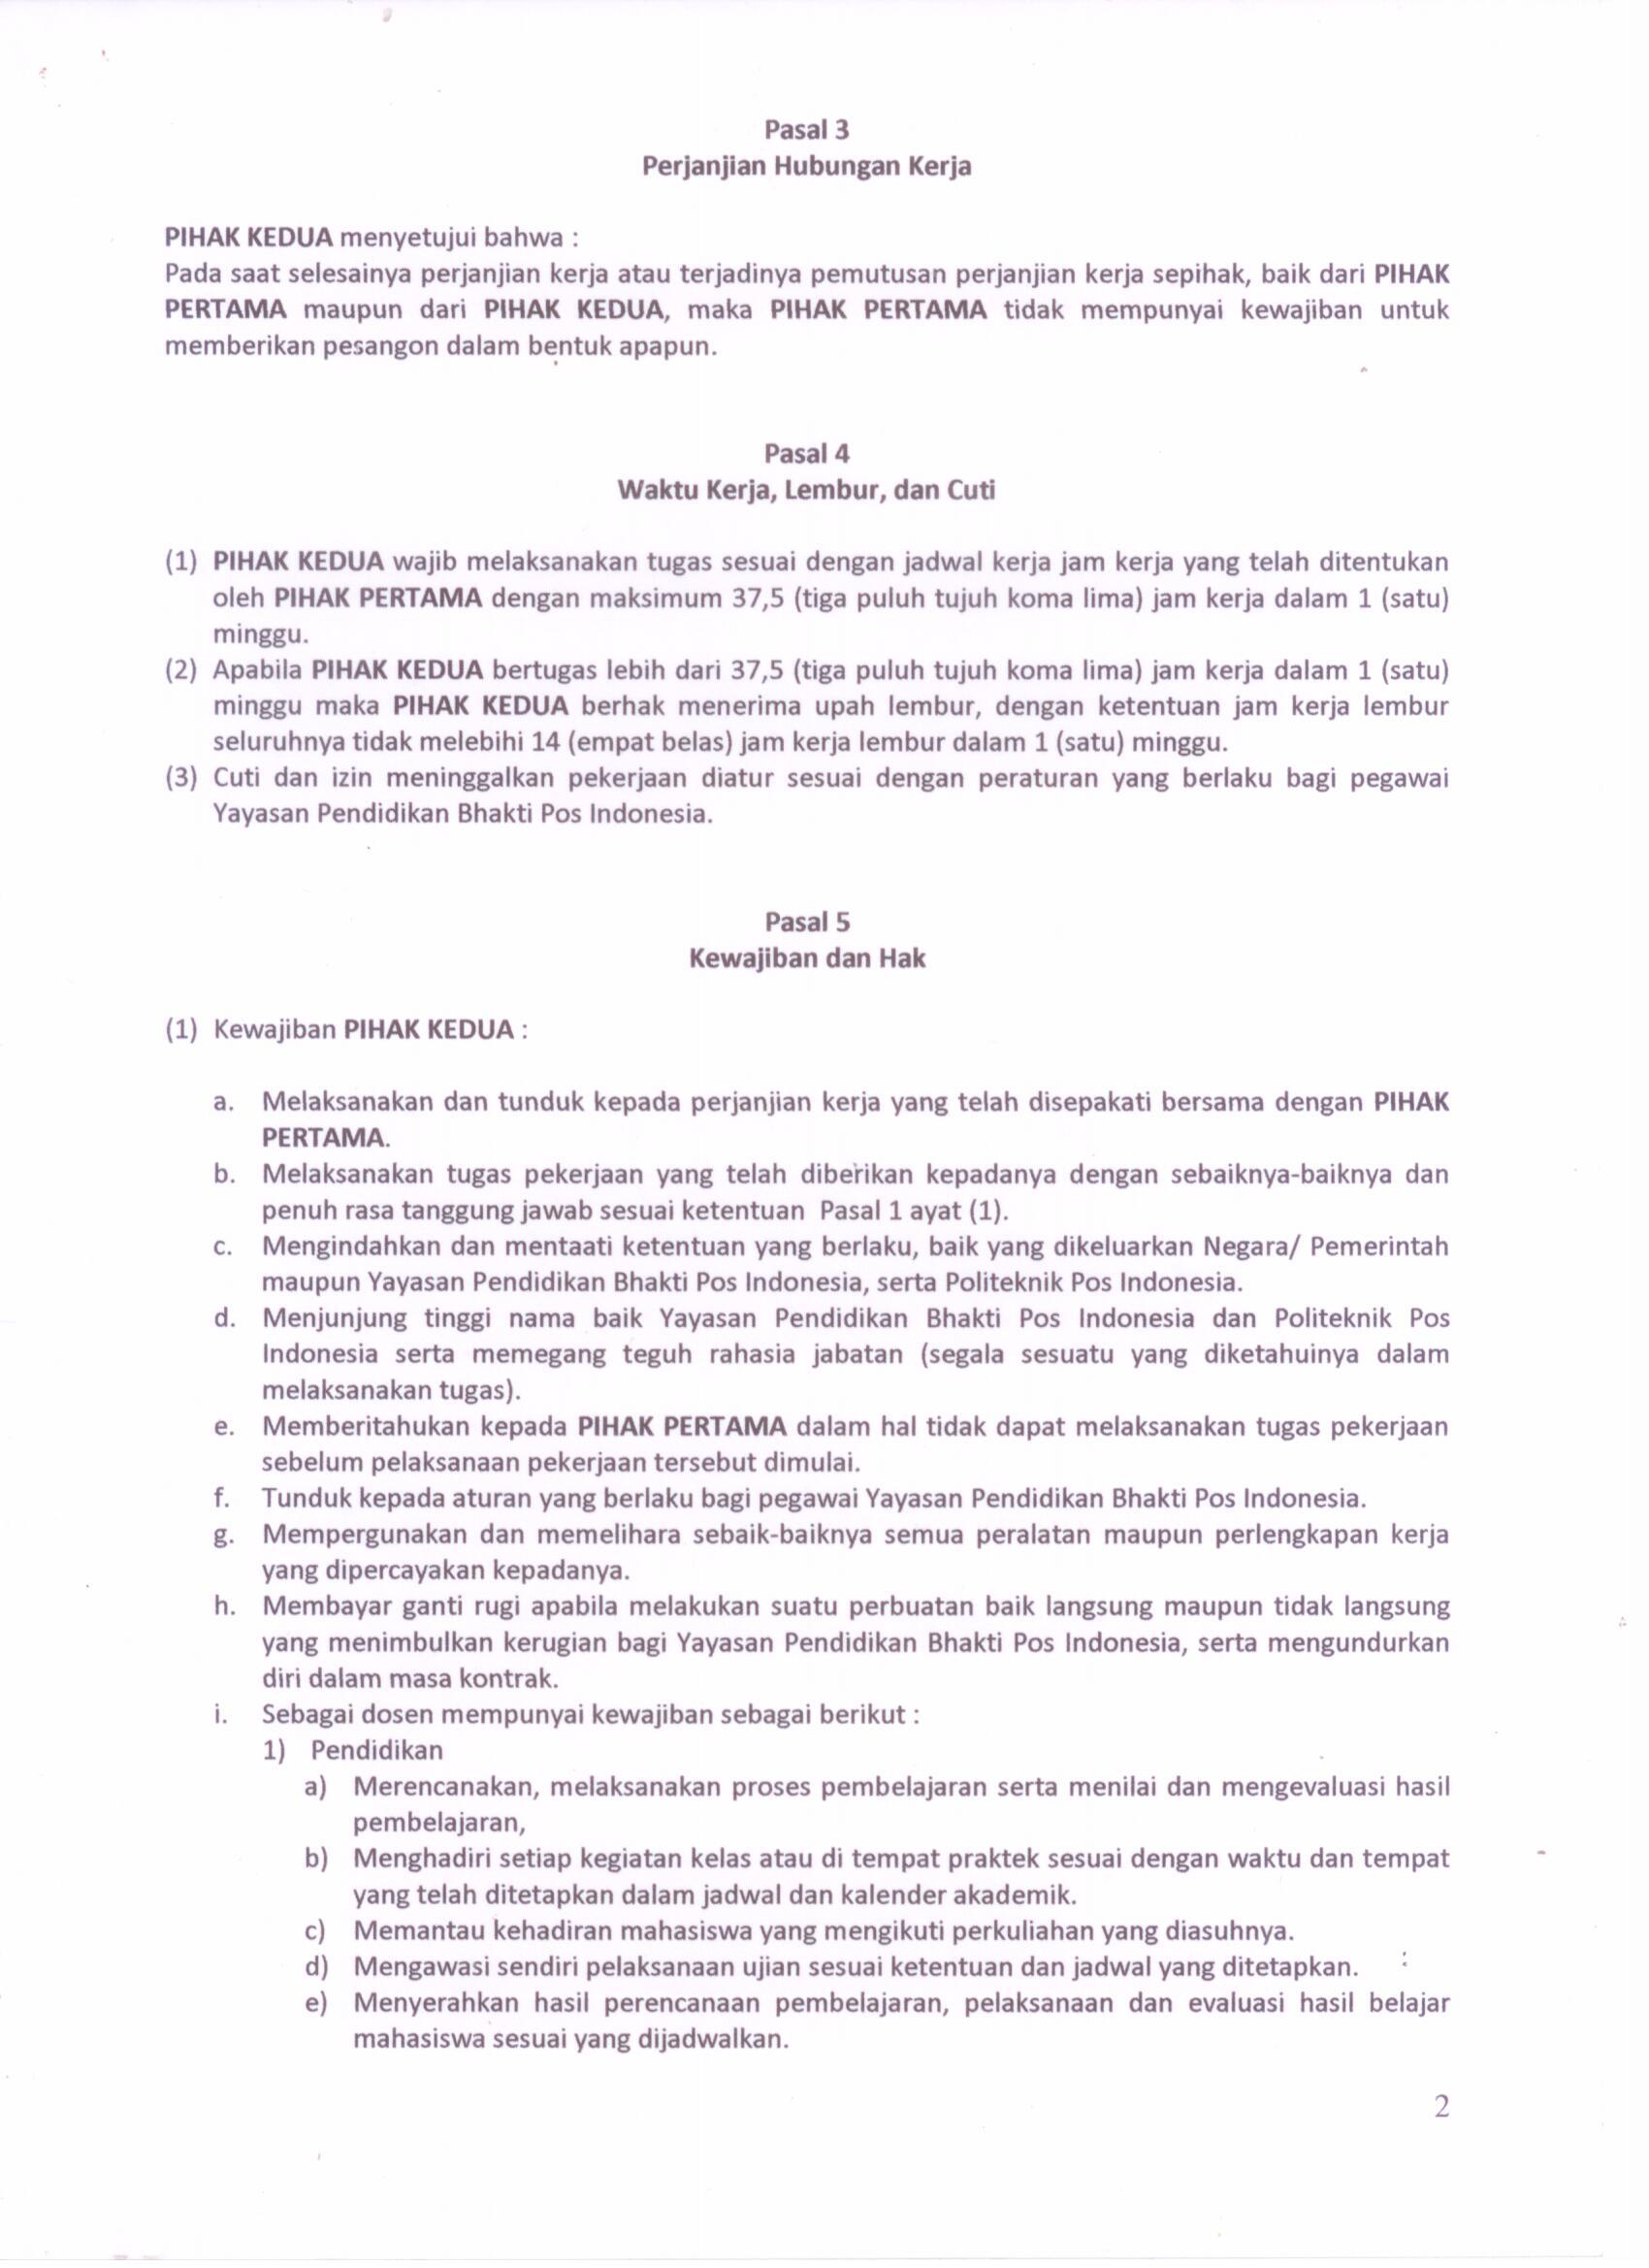 Pasal 3
Perjanjian Hubungan Kerja
PIHAK KEDUA menyetujui bahwa :
Pada saat selesainya perjanjian kerja atau terjadinya pemutusan perjanjian kerja sepihak, baik dari PIHAK
PERTAMA maupun dari PIHAK KEDUA, maka PIHAK PERTAMA tidak mempunyai kewajiban untuk
memberikan pesangon dalam bentuk apapun.
Pasal 4
Waktu Kerja, Lembur, dan Cuti
(1) PIHAK KEDUA wajib melaksanakan tugas sesuai dengan jadwal kerja jam kerja yang telah ditentukan
oleh PIHAK PERTAMA dengan maksimum 37,5 (tiga puluh tujuh koma lima) jam kerja dalam 1 (satu)
minggu.
(2) Apabila PIHAK KEDUA bertugas lebih dari 37,5 (tiga puluh tujuh koma lima) jam kerja dalam 1 (satu)
minggu maka PIHAK KEDUA berhak menerima upah lembur, dengan ketentuan jam kerja lembur
seluruhnya tidak melebihi 14 (empat belas) jam kerja lembur dalam 1 (satu) minggu.
(3) Cuti dan izin meninggalkan pekerjaan diatur sesuai dengan peraturan yang berlaku bagi pegawai
Yayasan Pendidikan Bhakti Pos Indonesia.
Pasal 5
Kewajiban dan Hak
(1) Kewajiban PIHAK KEDUA :
a. Melaksanakan dan tunduk kepada perjanjian kerja yang telah disepakati bersama dengan PIHAK
PERTAMA.
b. Melaksanakan tugas pekerjaan yang telah diberikan kepadanya dengan sebaiknya-baiknya dan
penuh rasa tanggung jawab sesuai ketentuan Pasal 1 ayat (1).
c. Mengindahkan dan mentaati ketentuan yang berlaku, baik yang dikeluarkan Negara/ Pemerintah
maupun Yayasan Pendidikan Bhakti Pos Indonesia, serta Politeknik Pos Indonesia.
d. Menjunjung tinggi nama baik Yayasan Pendidikan Bhakti Pos Indonesia dan Politeknik Pos
Indonesia serta memegang teguh rahasia jabatan (segala sesuatu yang diketahuinya dalam
melaksanakan tugas).
e. Memberitahukan kepada PIHAK PERTAMA dalam hal tidak dapat melaksanakan tugas pekerjaan
sebelum pelaksanaan pekerjaan tersebut dimulai.
f. Tunduk kepada aturan yang berlaku bagi pegawai Yayasan Pendidikan Bhakti Pos Indonesia.
g. Mempergunakan dan memelihara sebaik-baiknya semua peralatan maupun perlengkapan kerja
yang dipercayakan kepadanya.
h. Membayar ganti rugi apabila melakukan suatu perbuatan baik langsung maupun tidak langsung
yang menimbulkan kerugian bagi Yayasan Pendidikan Bhakti Pos Indonesia, serta mengundurkan
diri dalam masa kontrak.
i. Sebagai dosen mempunyai kewajiban sebagai berikut :
1) Pendidikan
a) Merencanakan, melaksanakan proses pembelajaran serta menilai dan mengevaluasi hasil
pembelajaran,
b) Menghadiri setiap kegiatan kelas atau di tempat praktek sesuai dengan waktu dan tempat
yang telah ditetapkan dalam jadwal dan kalender akademik.
c) Memantau kehadiran mahasiswa yang mengikuti perkuliahan yang diasuhnya.
d) Mengawasi sendiri pelaksanaan ujian sesuai ketentuan dan jadwal yang ditetapkan.
e) Menyerahkan hasil perencanaan pembelajaran, pelaksanaan dan evaluasi hasil belajar
mahasiswa sesuai yang dijadwalkan.
2